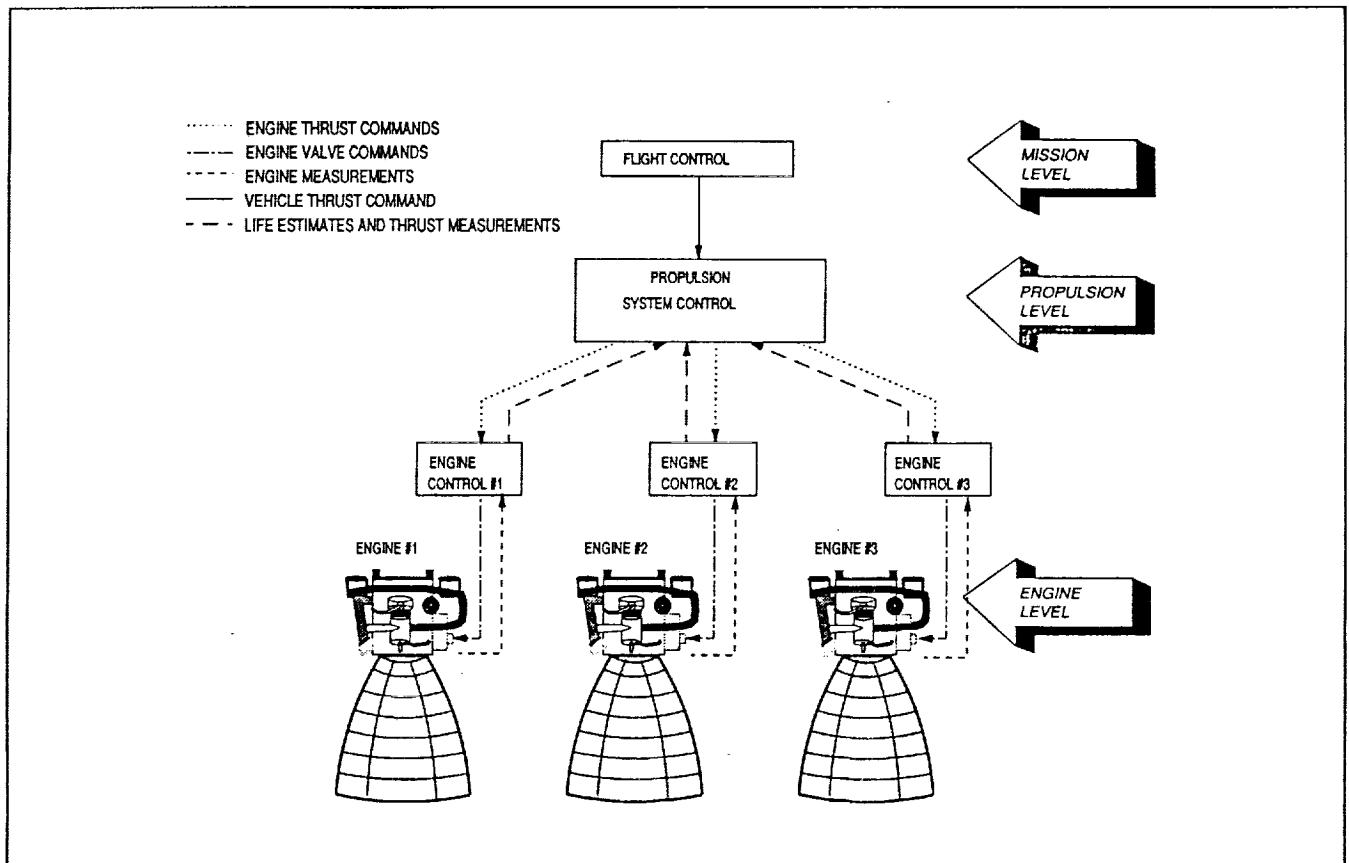 ENGINE THRUST COMMANDS
ENGINE VALVE COMMANDS
ENGINE MEASUREMENTS
VEHICLE THRUST COMMAND
LIFE ESTIMATES AND THRUST MEASUREMENTS
FLIGHT CONTROL
MISSION
LEVEL
PROPULSION
SYSTEM CONTROL
PROPULSION
LEVEL
ENGINE
CONTROL #1
ENGINE
CONTROL #2
ENGINE
CONTROL #3
ENGINE #1
ENGINE #2
ENGINE #3
ENGINE
LEVEL